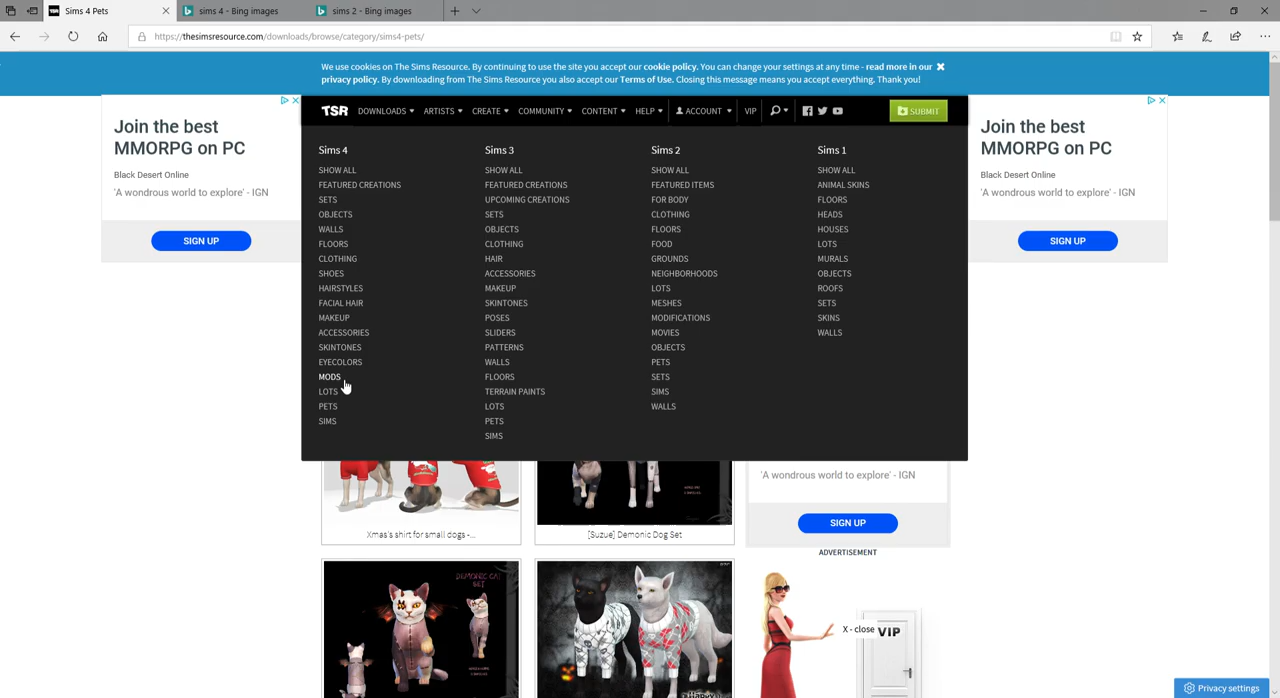 Sims 4 Pets
sims 4 - Bing images
sims 2 - Bing images
https://thesimsresource.com/downloads/browse/category/sims4-pets/
We use cookies on The Sims Resource. By continuing to use the site you accept our cookie policy. You can change your settings at any time - read more in our
privacy policy. By downloading from The Sims Resource you also accept our Terms of Use. Closing this message means you accept everything. Thank you!
TSR DOWNLOADS ARTISTS CREATE COMMUNITY CONTENT HELP ACCOUNT VIP SUBMIT
Join the best
MMORPG on PC
Black Desert Online
'A wondrous world to explore' - IGN
SIGN UP
Sims 4
SHOW ALL
FEATURED CREATIONS
SETS
OBJECTS
WALLS
FLOORS
CLOTHING
SHOES
HAIRSTYLES
FACIAL HAIR
MAKEUP
ACCESSORIES
SKINTONES
EYECOLORS
MODS
LOTS
PETS
SIMS
Sims 3
SHOW ALL
FEATURED CREATIONS
UPCOMING CREATIONS
SETS
OBJECTS
CLOTHING
HAIR
ACCESSORIES
MAKEUP
SKINTONES
POSES
SLIDERS
PATTERNS
WALLS
FLOORS
TERRAIN PAINTS
LOTS
PETS
SIMS
Sims 2
SHOW ALL
FEATURED ITEMS
FOR BODY
CLOTHING
FLOORS
FOOD
GROUNDS
NEIGHBORHOODS
LOTS
MESHES
MODIFICATIONS
MOVIES
OBJECTS
PETS
SETS
SIMS
WALLS
Sims 1
SHOW ALL
ANIMAL SKINS
FLOORS
HEADS
HOUSES
LOTS
MURALS
OBJECTS
ROOFS
SETS
SKINS
WALLS
Join the best
MMORPG on PC
Black Desert Online
'A wondrous world to explore' - IGN
SIGN UP
'A wondrous world to explore' - IGN
SIGN UP
ADVERTISEMENT
Xmas's shirt for small dogs -...
[Suzue] Demonic Dog Set
DEMONIC CAT
SET
X - close
VIP
Privacy settings